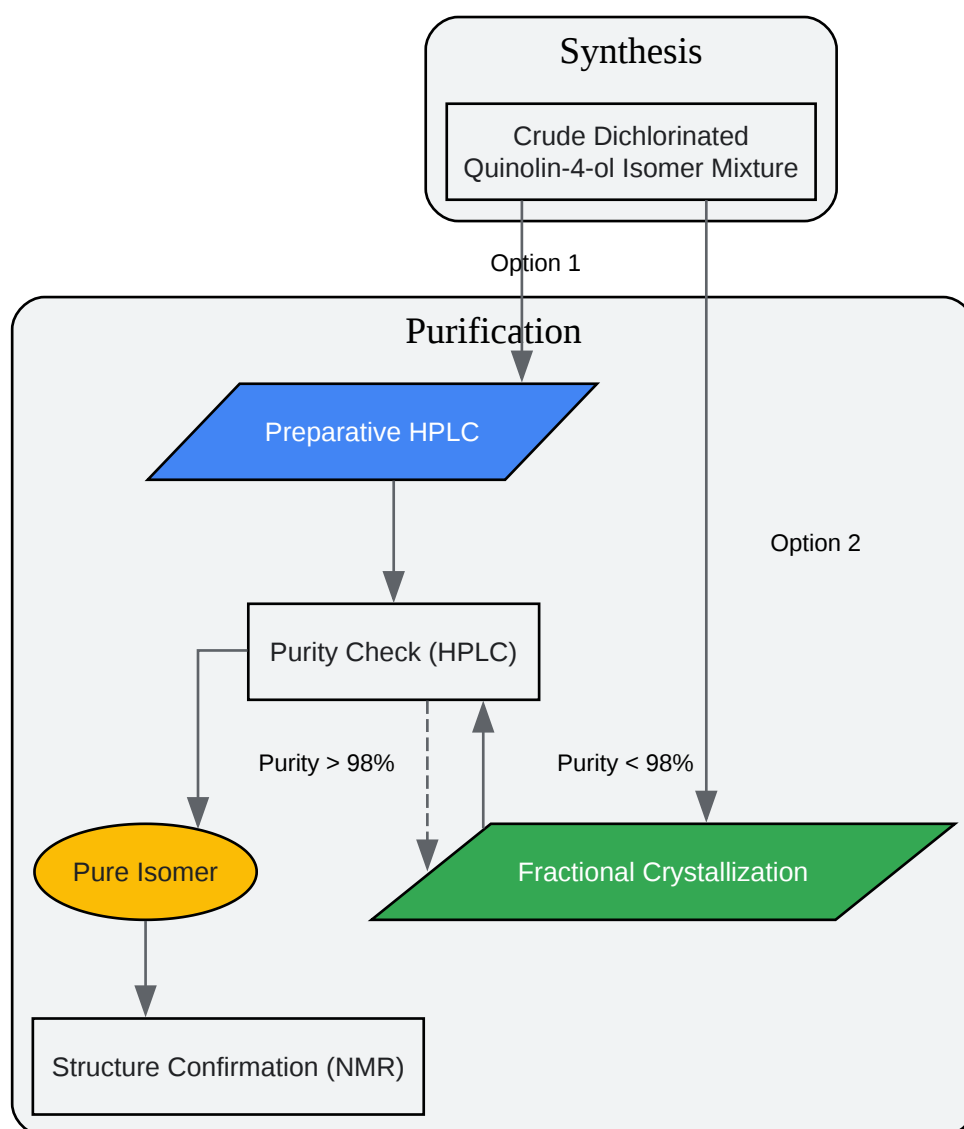 Synthesis
Crude Dichlorinated
Quinolin-4-ol Isomer Mixture
Option 1
Purification
Preparative HPLC
Option 2
Purity Check (HPLC)
Purity > 98%
Purity < 98%
Pure Isomer
Fractional Crystallization
Structure Confirmation (NMR)